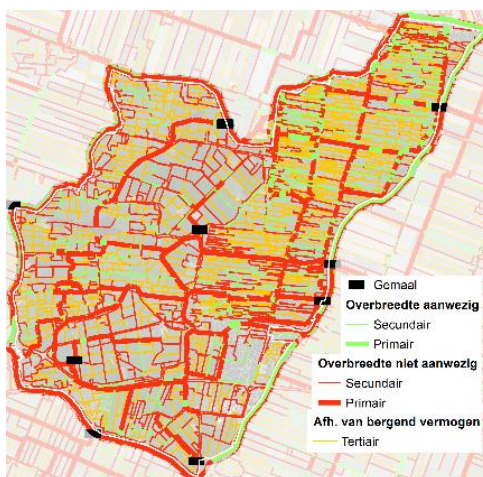 Gemaal
Overbreedte aanwezig
Secundair
Primair
Overbreedte niet aanwezig
Secundair
Primair
Afh. van bergend vermogen
Tertiair